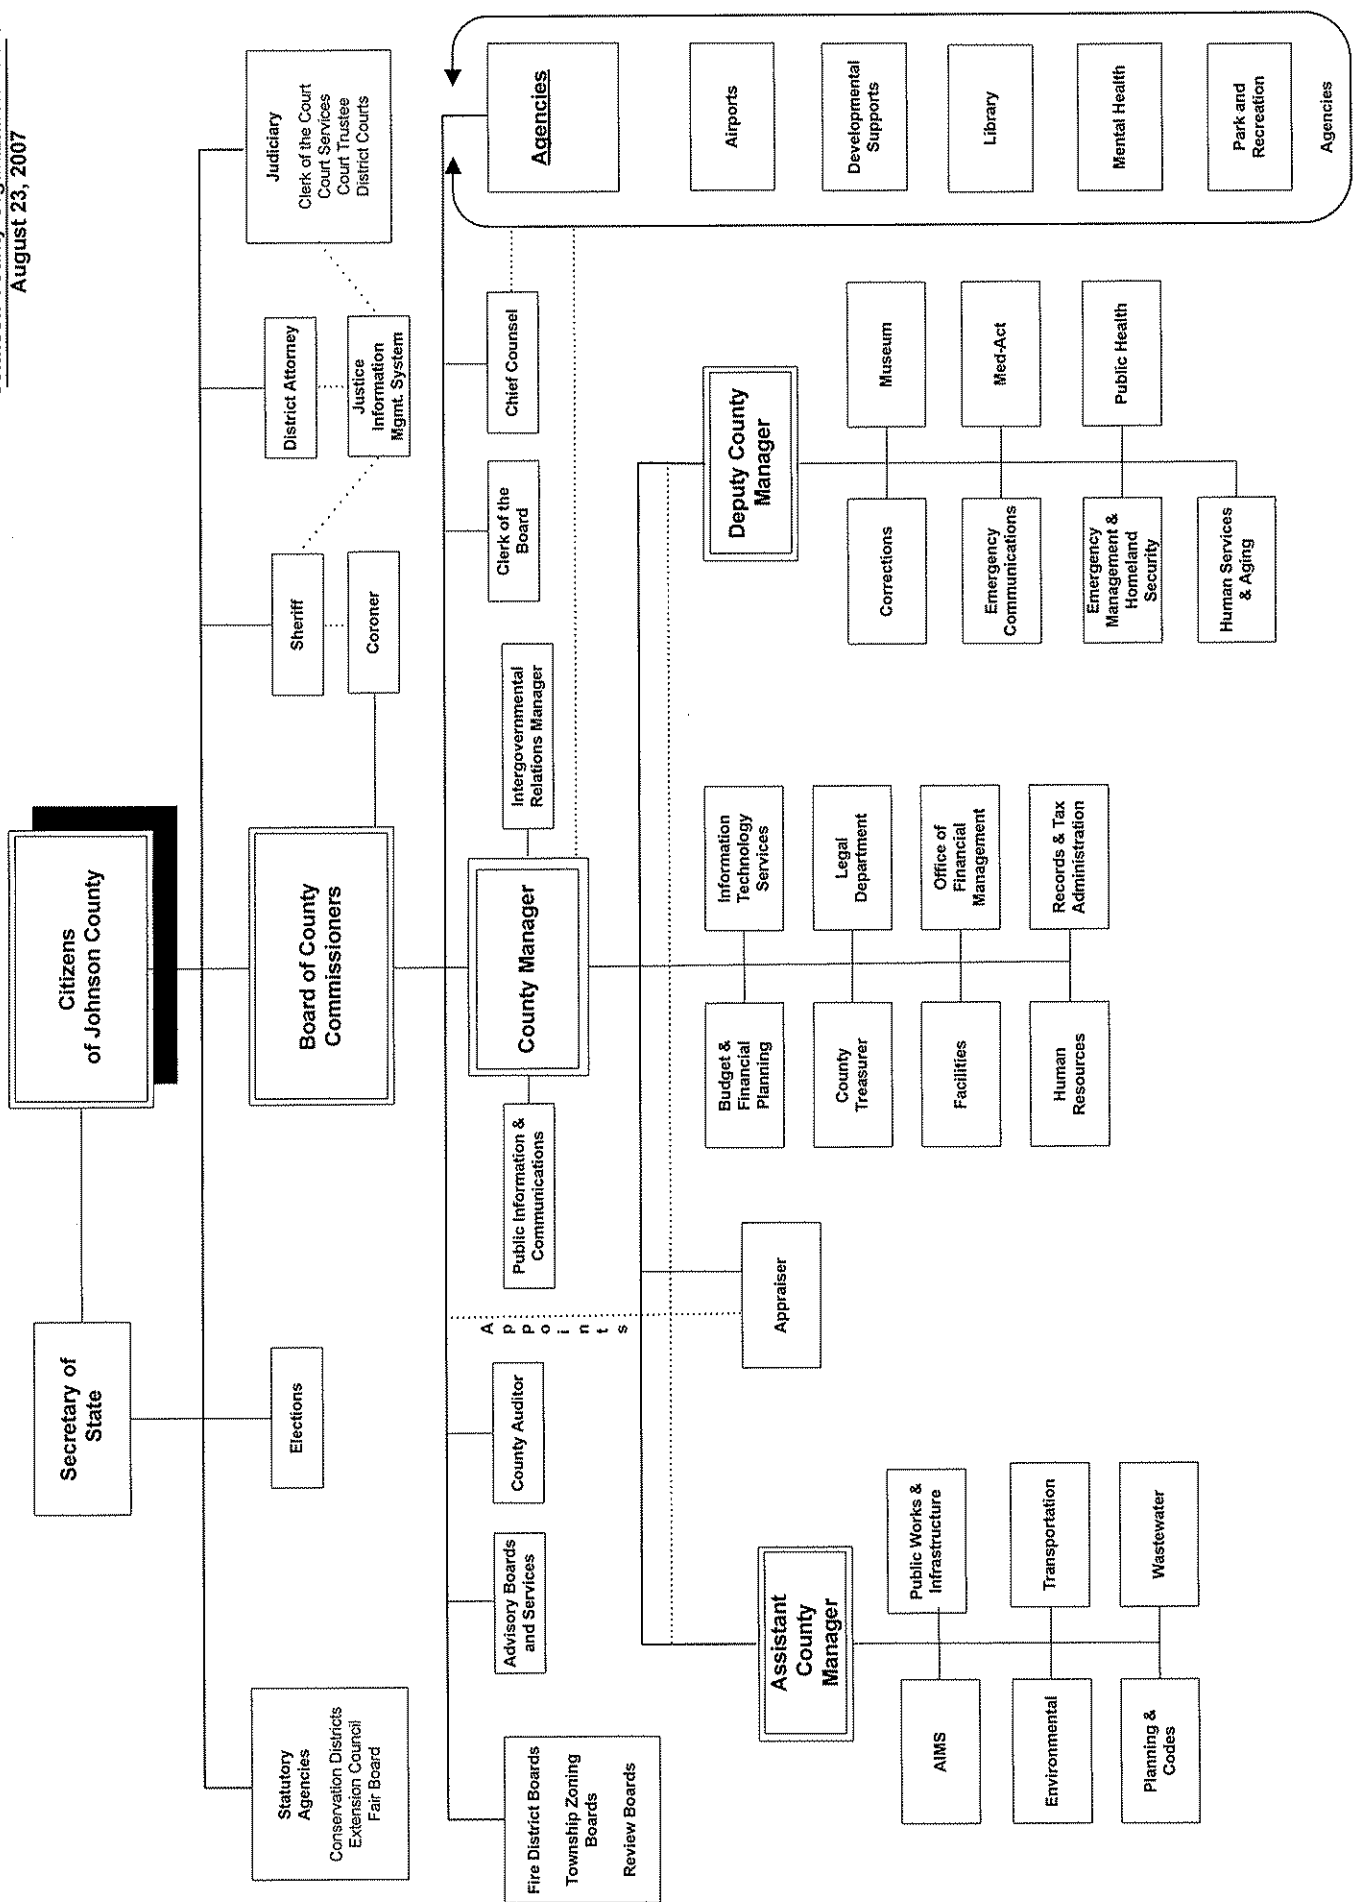 August 23, 2007
Citizens
of Johnson County
Secretary of
State
Statutory
Agencies
Conservation Districts
Extension Council
Fair Board
Elections
Board of County
Commissioners
Sheriff
Coroner
District Attorney
Justice
Information
Mgmt. System
Judiciary
Clerk of the Court
Court Services
Court Trustee
District Courts
Fire District Boards
Township Zoning
Boards
Review Boards
Advisory Boards
and Services
County Auditor
Appoints
Public Information &
Communications
County Manager
Intergovernmental
Relations Manager
Clerk of the
Board
Chief Counsel
Agencies
Airports
Developmental
Supports
Library
Mental Health
Park and
Recreation
Agencies
Assistant
County
Manager
AIMS
Public Works &
Infrastructure
Environmental
Transportation
Planning &
Codes
Wastewater
Appraiser
Budget &
Financial
Planning
Information
Technology
Services
County
Treasurer
Legal
Department
Facilities
Office of
Financial
Management
Human
Resources
Records & Tax
Administration
Deputy County
Manager
Corrections
Museum
Emergency
Communications
Med-Act
Emergency
Management &
Homeland
Security
Public Health
Human Services
& Aging